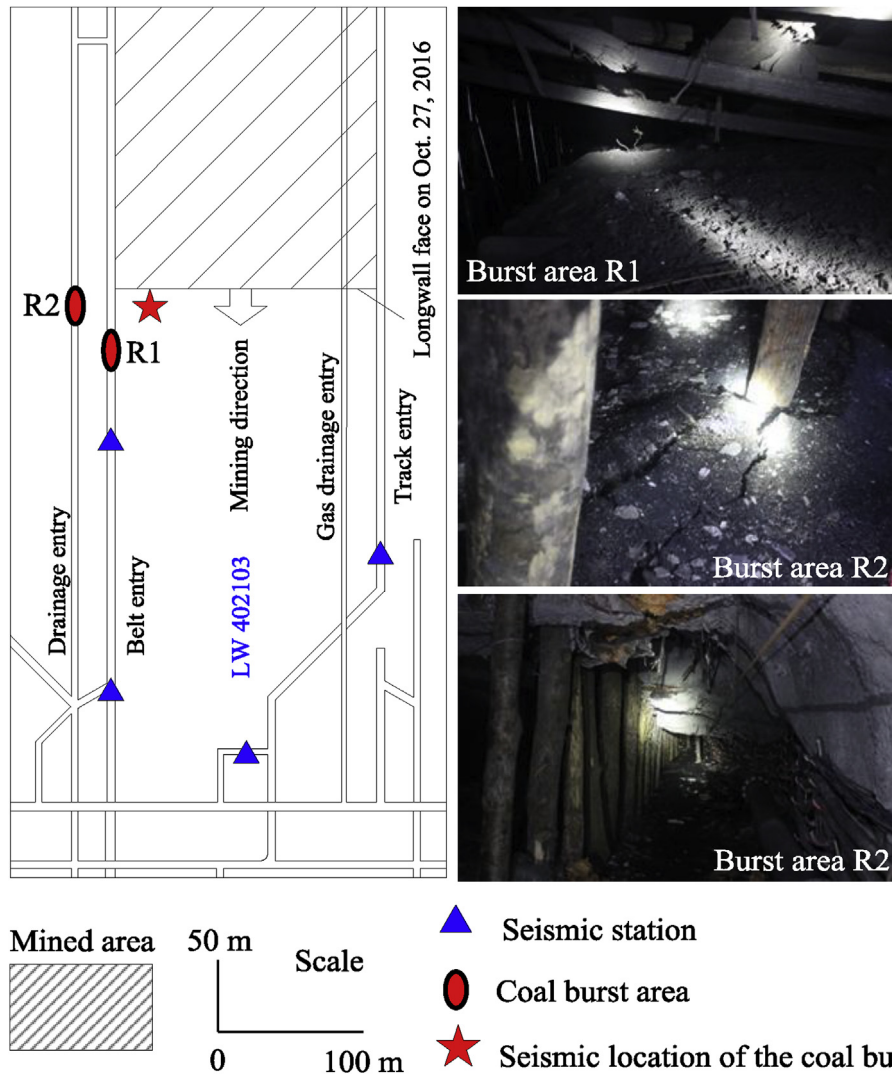 R2
R1
Drainage entry
Belt entry
Mining direction
LW 402103
Gas drainage entry
Track entry
Longwall face on Oct. 27, 2016
Burst area R1
Burst area R2
Burst area R2
Mined area
50 m
Scale
0
100 m
Seismic station
Coal burst area
Seismic location of the coal bu